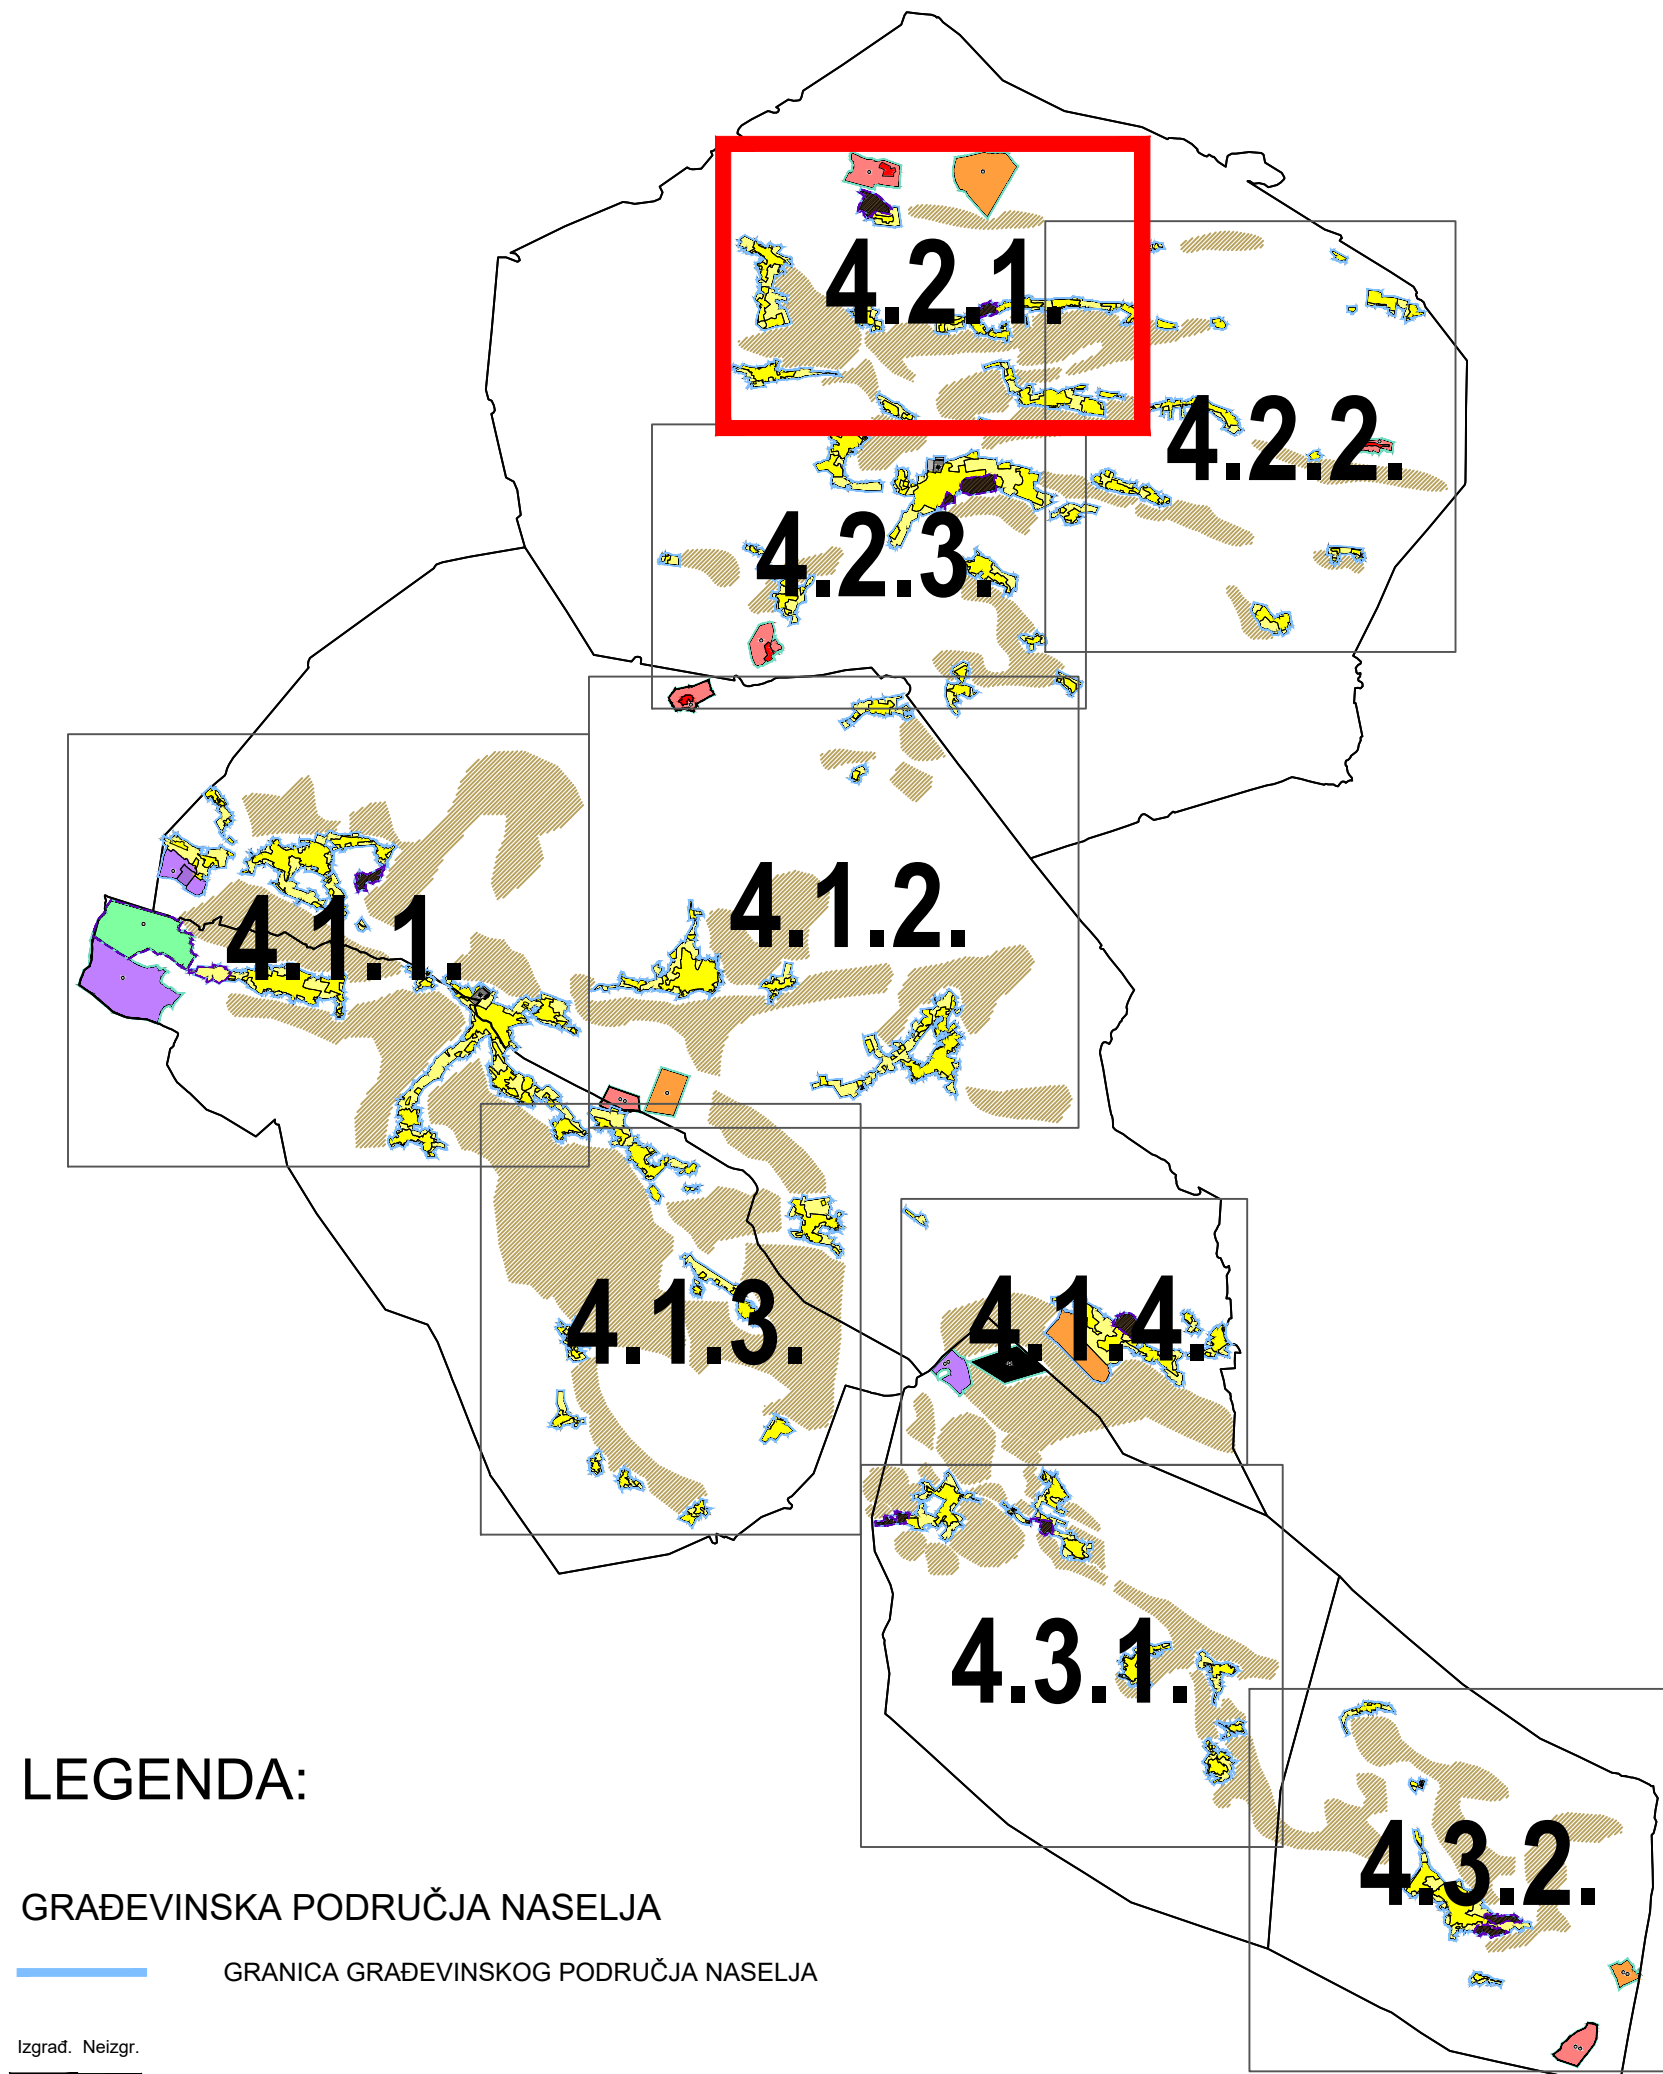 4.2.1.
4.2.2.
4.2.3.
4.1.2.
4.1.1.
4.1.3.
4.1.4.
4.3.1.
4.3.2.
LEGENDA:
GRAĐEVINSKA PODRUČJA NASELJA
GRANICA GRAĐEVINSKOG PODRUČJA NASELJA
Izgrađ. Neizgr.